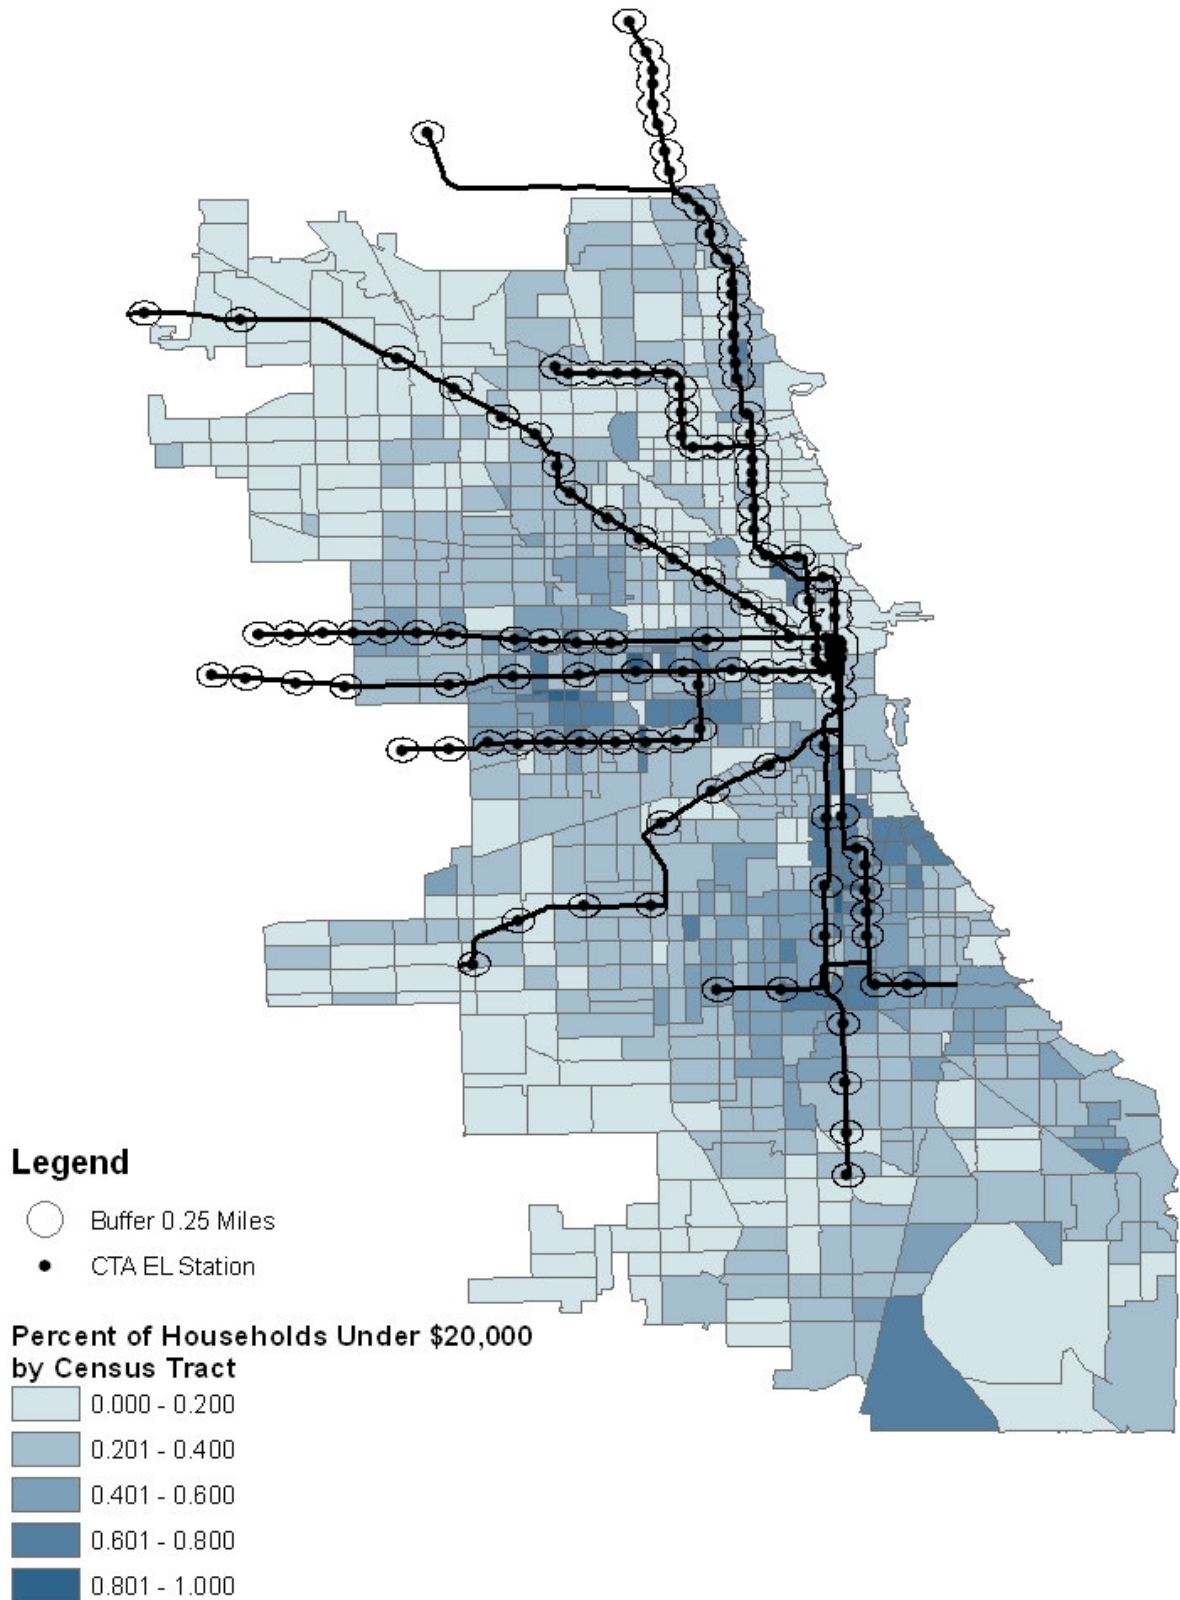 Legend
Buffer 0.25 Miles
CTA EL Station
Percent of Households Under $20,000
by Census Tract
0.000 - 0.200
0.201 - 0.400
0.401 - 0.600
0.601 - 0.800
0.801 - 1.000